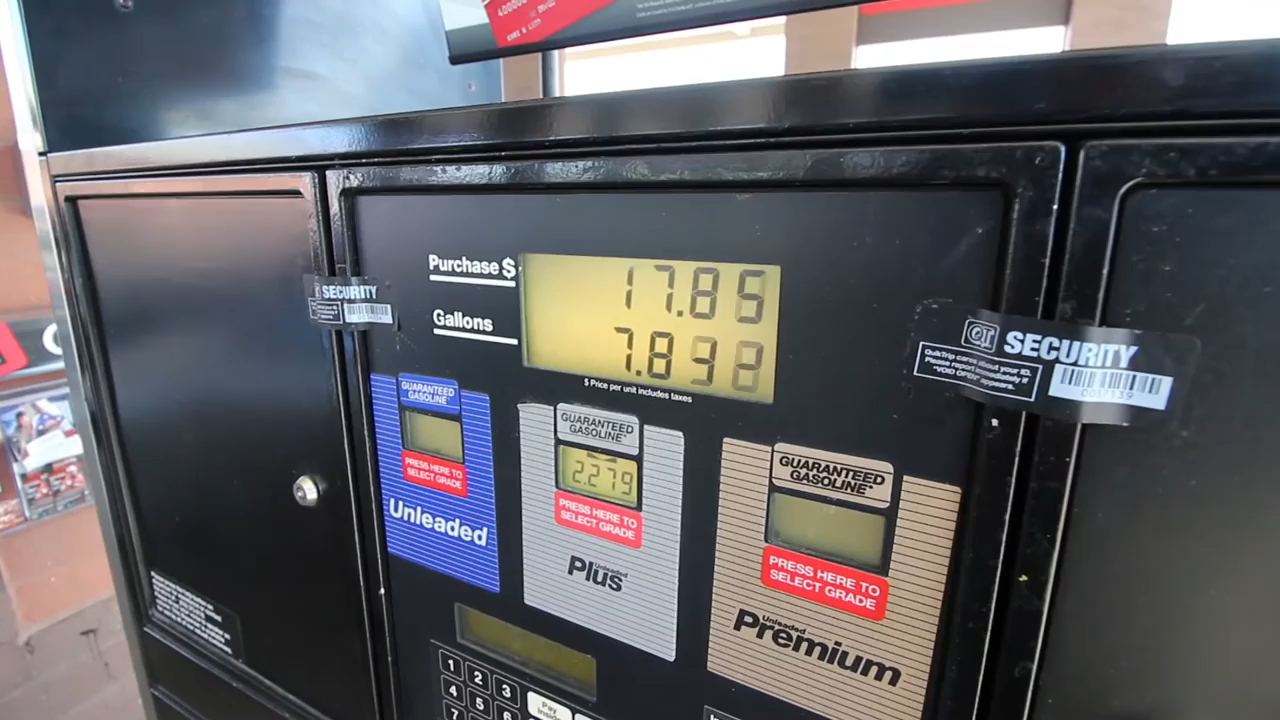 Purchase $
17.85
Gallons
$ Price per unit includes taxes
SECURITY
QT SECURITY
QuikTrip cares about your ID.
Please report immediately if
"VOID OPEN" appears.
GUARANTEED
GASOLINE*
PRESS HERE TO
SELECT GRADE
Unleaded
GUARANTEED
GASOLINE*
2.279
PRESS HERE TO
SELECT GRADE
Unleaded
Plus
GUARANTEED
GASOLINE*
PRESS HERE TO
SELECT GRADE
Unleaded
Premium
1 2 3
4 5 6
7
Pay
Inside